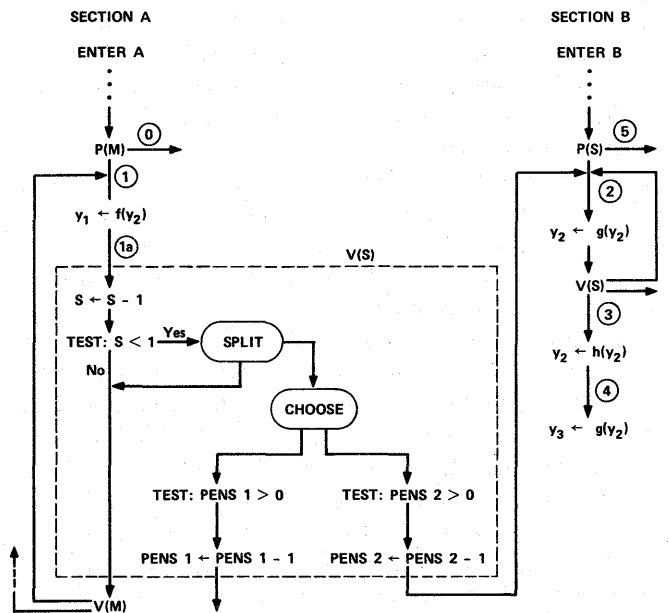 SECTION A
SECTION B
ENTER A
ENTER B
0
5
P(M)
P(S)
1
2
y₁ ← f(y₂)
y₂ ← g(y₂)
1a
V(S)
V(S)
S ← S - 1
3
TEST: S < 1
Yes
SPLIT
y₂ ← h(y₂)
No
4
CHOOSE
y₃ ← g(y₂)
TEST: PENS 1 > 0
TEST: PENS 2 > 0
PENS 1 ← PENS 1 - 1
PENS 2 ← PENS 2 - 1
V(M)